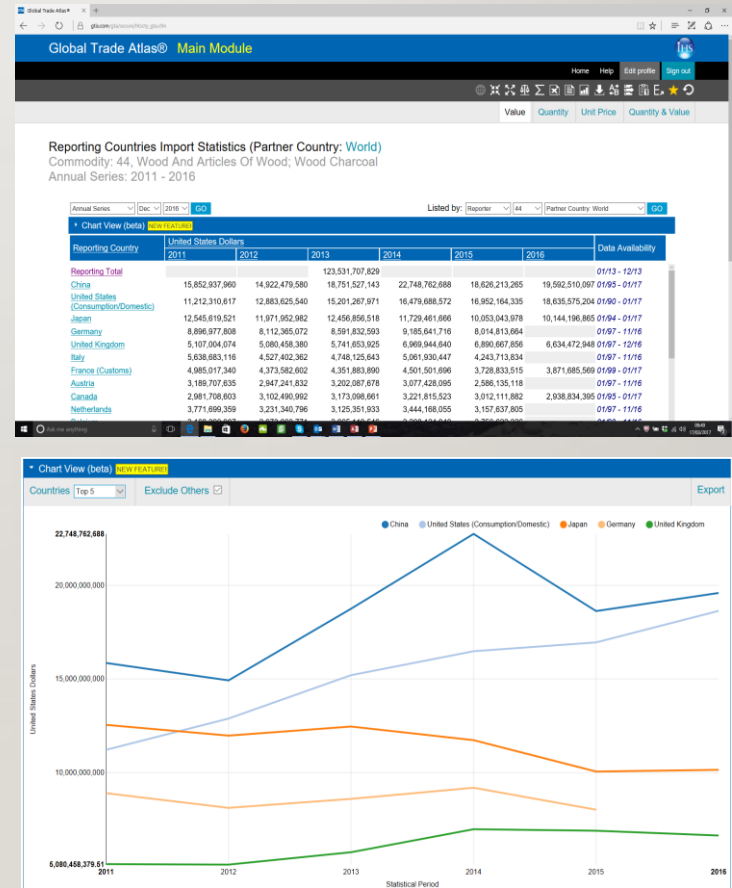 Global Trade Atlas®
gtis.com/gta/secure/htscty_gta.cfm
Global Trade Atlas® Main Module
IHS
Home Help Edit profile Sign out
Value Quantity Unit Price Quantity & Value
Reporting Countries Import Statistics (Partner Country: World)
Commodity: 44, Wood And Articles Of Wood; Wood Charcoal
Annual Series: 2011 - 2016
Annual Series Dec 2016 GO Listed by: Reporter 44 Partner Country: World GO
Chart View (beta) NEW FEATURE!
Reporting Country United States Dollars Data Availability
2011 2012 2013 2014 2015 2016
Reporting Total 123,531,707,829 01/13 - 12/13
China 15,852,937,960 14,922,479,580 18,751,527,143 22,748,762,688 18,626,213,265 19,592,510,097 01/95 - 01/17
United States (Consumption/Domestic) 11,212,310,617 12,883,625,540 15,201,267,971 16,479,588,572 16,952,164,335 18,635,575,204 01/90 - 01/17
Japan 12,545,619,521 11,971,952,982 12,456,856,518 11,729,461,666 10,053,043,978 10,144,196,865 01/94 - 01/17
Germany 8,896,977,808 8,112,365,072 8,591,832,593 9,185,641,716 8,014,813,664 01/97 - 11/16
United Kingdom 5,107,004,074 5,080,458,380 5,741,653,925 6,969,944,640 6,890,667,856 6,634,472,948 01/97 - 12/16
Italy 5,638,683,116 4,527,402,362 4,748,125,643 5,061,930,447 4,243,713,834 01/97 - 11/16
France (Customs) 4,985,017,340 4,373,582,602 4,351,883,890 4,501,501,696 3,728,833,515 3,871,685,569 01/99 - 01/17
Austria 3,189,707,635 2,947,241,832 3,202,087,678 3,077,428,095 2,586,135,118 01/97 - 11/16
Canada 2,981,708,603 3,102,490,992 3,173,098,661 3,221,815,523 3,012,111,882 2,938,834,395 01/95 - 01/17
Netherlands 3,771,699,359 3,231,340,796 3,125,351,933 3,444,168,055 3,157,637,805 01/97 - 11/16
Ask me anything
17/02/2017
Chart View (beta) NEW FEATURE!
Countries Top 5 Exclude Others Export
China United States (Consumption/Domestic) Japan Germany United Kingdom
22,748,762,688
20,000,000,000
15,000,000,000
10,000,000,000
5,080,458,379.51
United States Dollars
2011 2012 2013 2014 2015 2016
Statistical Period